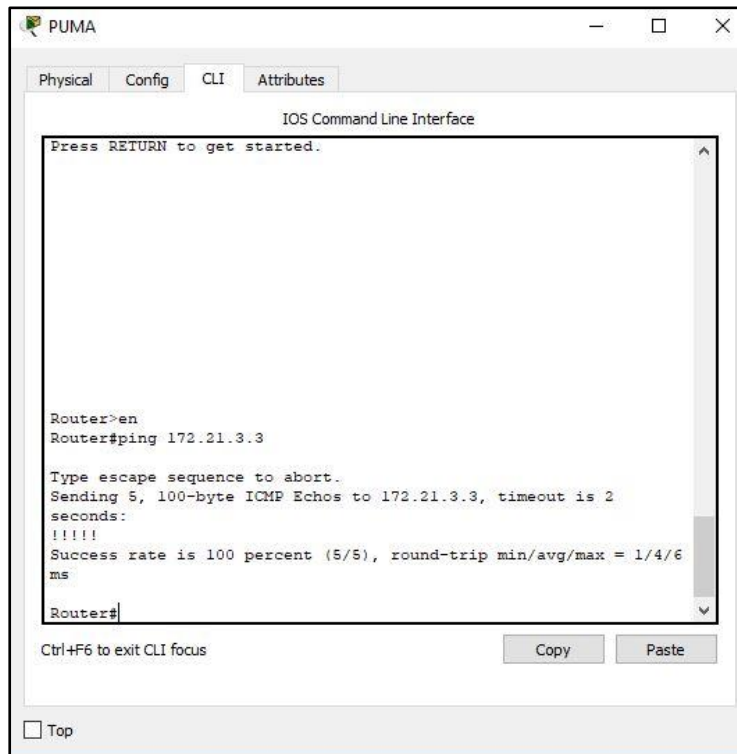 PUMA
Physical Config CLI Attributes
IOS Command Line Interface
Press RETURN to get started.
Router>en
Router#ping 172.21.3.3
Type escape sequence to abort.
Sending 5, 100-byte ICMP Echos to 172.21.3.3, timeout is 2
seconds:
!!!!!
Success rate is 100 percent (5/5), round-trip min/avg/max = 1/4/6
ms
Router#
Ctrl+F6 to exit CLI focus
Copy Paste
Top